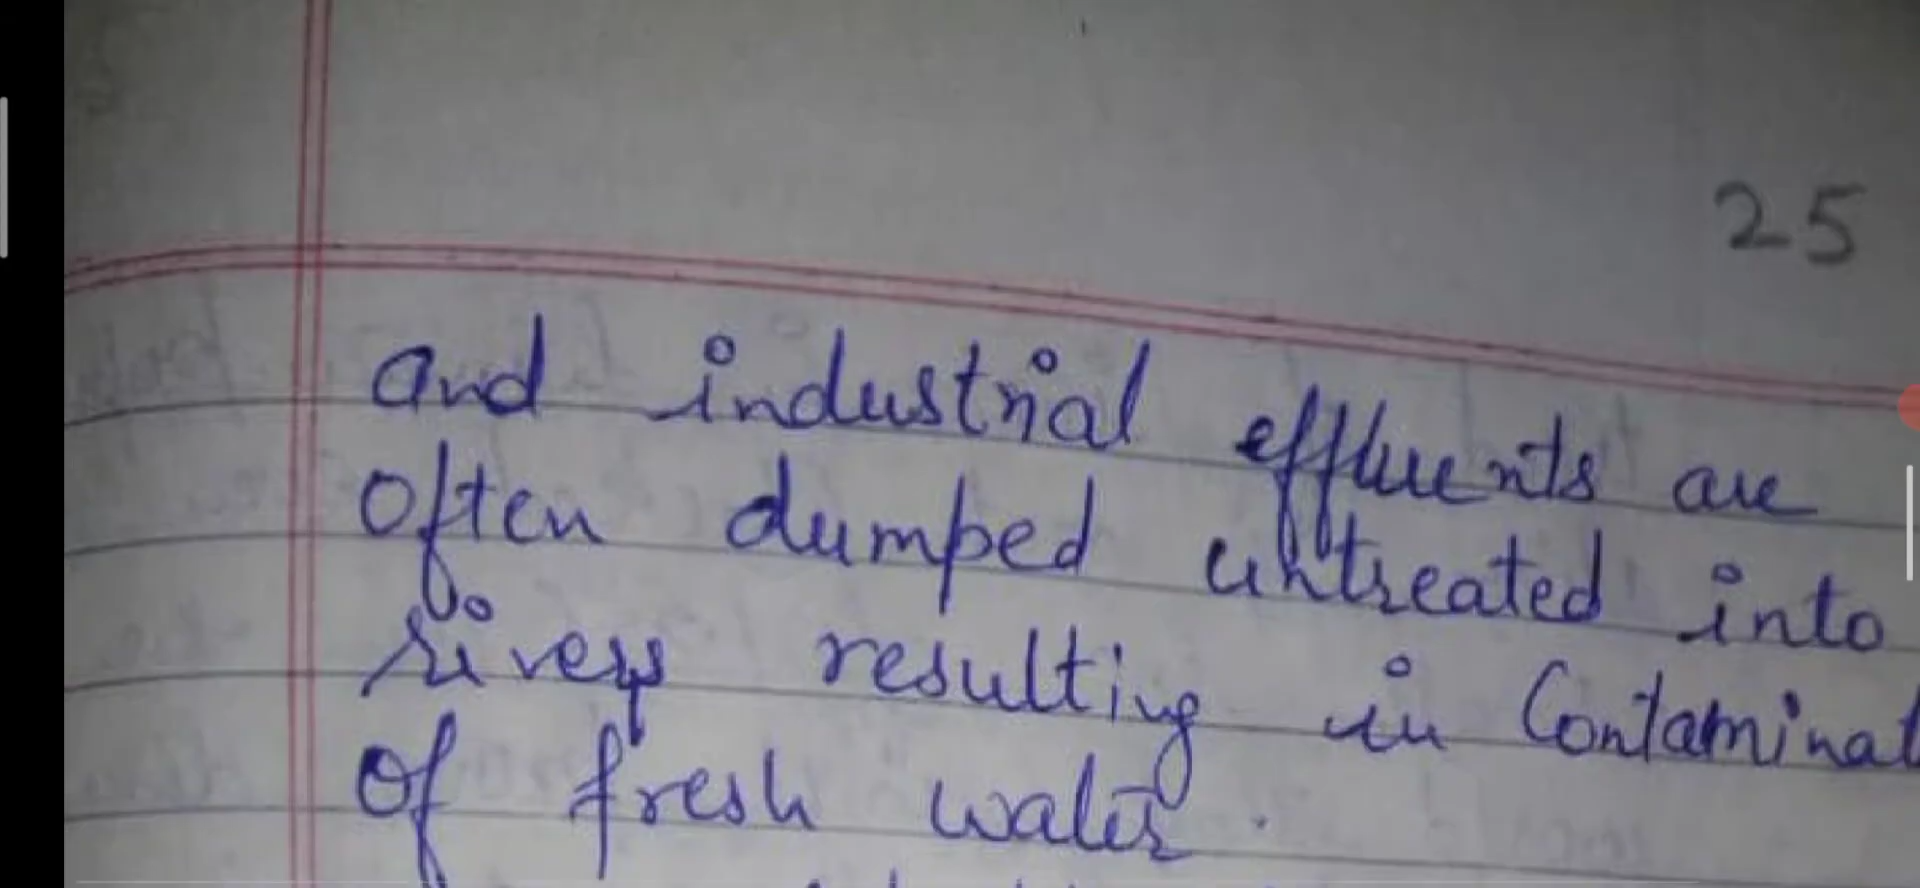 25
and industrial effluents are
often dumped untreated into
rivers resulting in Contaminat
of fresh water.